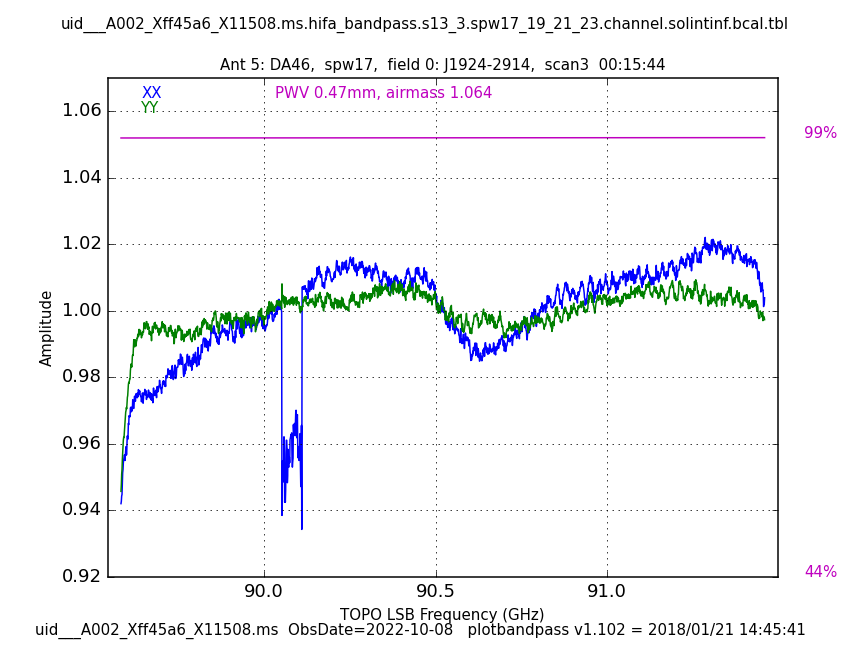 uid___A002_Xff45a6_X11508.ms.hifa_bandpass.s13_3.spw17_19_21_23.channel.solintinf.bcal.tbl
Ant 5: DA46,  spw17,  field 0: J1924-2914,  scan3  00:15:44
XX
PWV 0.47mm, airmass 1.064
YY
1.06
99%
1.04
1.02
1.00
Amplitude
0.98
0.96
0.94
0.92
44%
90.0
90.5
91.0
TOPO LSB Frequency (GHz)
uid___A002_Xff45a6_X11508.ms  ObsDate=2022-10-08   plotbandpass v1.102 = 2018/01/21 14:45:41